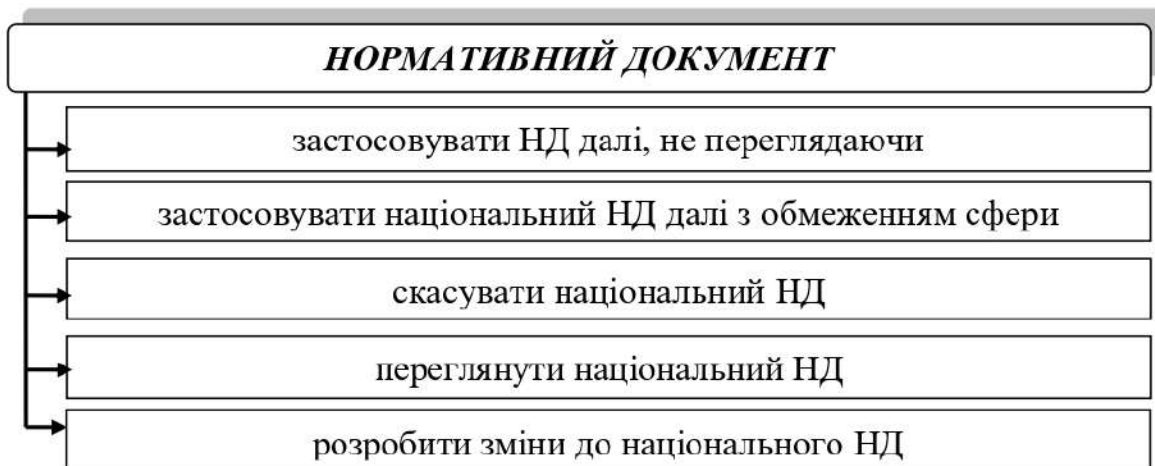 НОРМАТИВНИЙ ДОКУМЕНТ
застосовувати НД далі, не переглядаючи
застосовувати національний НД далі з обмеженням сфери
скасувати національний НД
переглянути національний НД
розробити зміни до національного НД